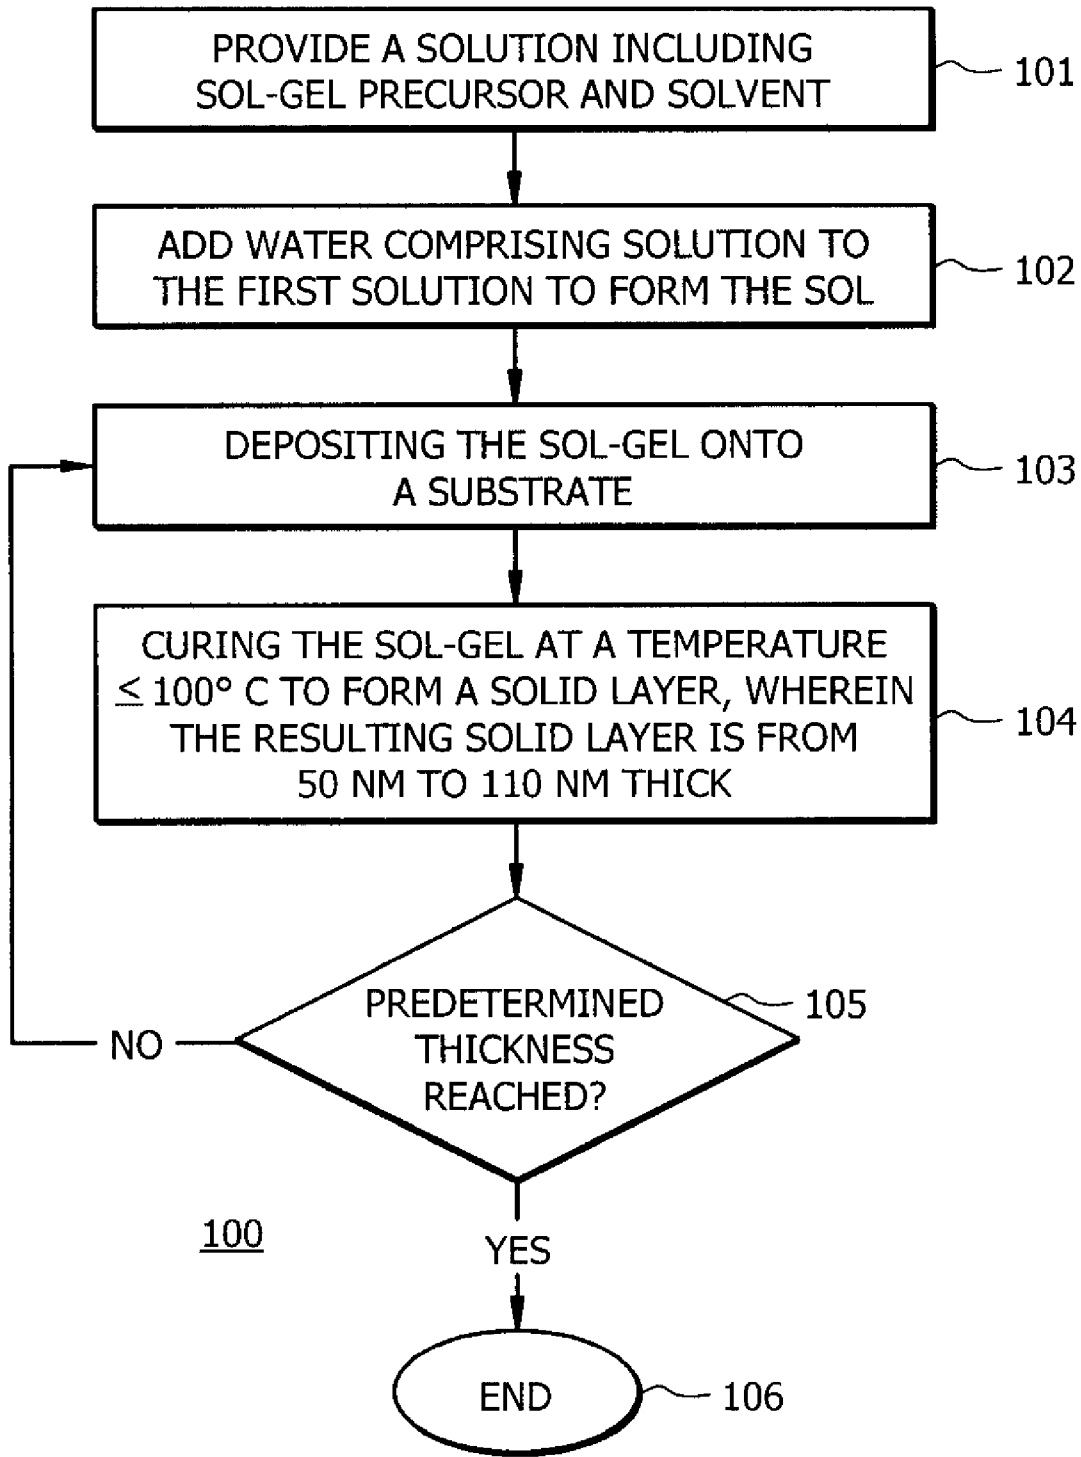 PROVIDE A SOLUTION INCLUDING
SOL-GEL PRECURSOR AND SOLVENT
101
ADD WATER COMPRISING SOLUTION TO
THE FIRST SOLUTION TO FORM THE SOL
102
DEPOSITING THE SOL-GEL ONTO
A SUBSTRATE
103
CURING THE SOL-GEL AT A TEMPERATURE
≤ 100° C TO FORM A SOLID LAYER, WHEREIN
THE RESULTING SOLID LAYER IS FROM
50 NM TO 110 NM THICK
104
PREDETERMINED
THICKNESS
REACHED?
105
NO
100
YES
END
106